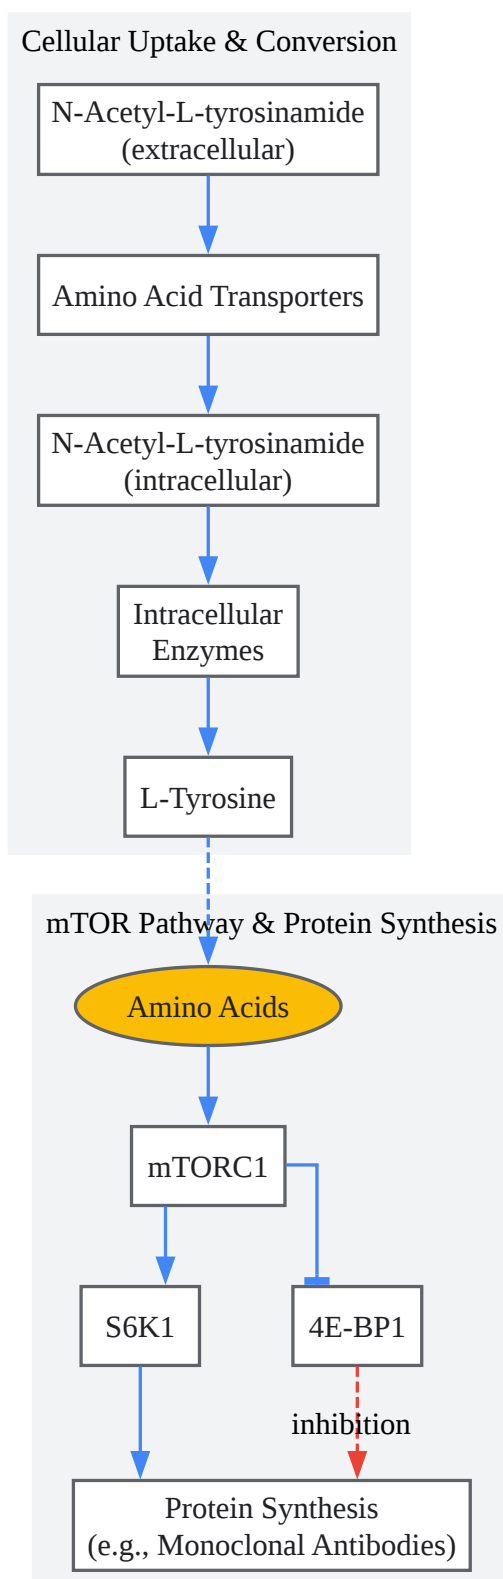 Cellular Uptake & Conversion
N-Acetyl-L-tyrosinamide
(extracellular)
Amino Acid Transporters
N-Acetyl-L-tyrosinamide
(intracellular)
Intracellular
Enzymes
L-Tyrosine
mTOR Pathway & Protein Synthesis
Amino Acids
mTORC1
S6K1
4E-BP1
inhibition
Protein Synthesis
(e.g., Monoclonal Antibodies)